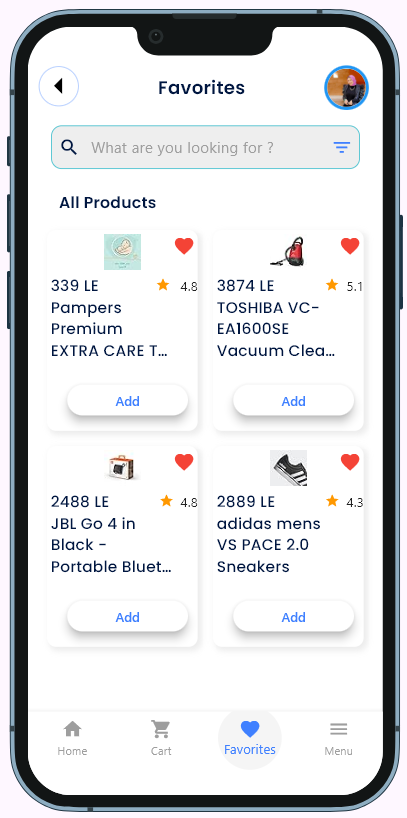 Favorites
What are you looking for ?
All Products
339 LE 4.8
Pampers
Premium
EXTRA CARE T...
Add
3874 LE 5.1
TOSHIBA VC-
EA1600SE
Vacuum Clea...
Add
2488 LE 4.8
JBL Go 4 in
Black -
Portable Bluet...
Add
2889 LE 4.3
adidas mens
VS PACE 2.0
Sneakers
Add
Home Cart Favorites Menu